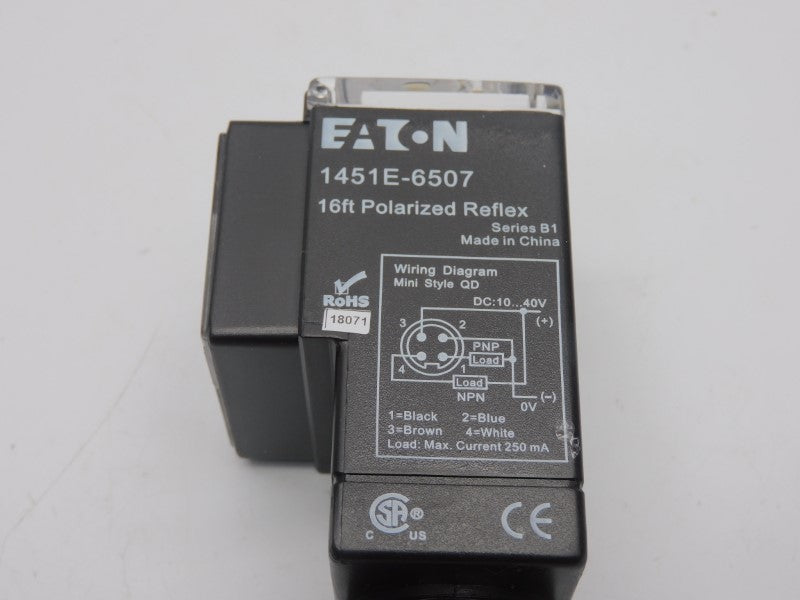 EATON
1451E-6507
16ft Polarized Reflex
Series B1
Made in China
RoHS
18071
Wiring Diagram
Mini Style QD
DC:10...40V
(+)
3 2
PNP
Load
4 1
Load
NPN
(-)
0V
1=Black 2=Blue
3=Brown 4=White
Load: Max. Current 250 mA
C SA ® US
CE